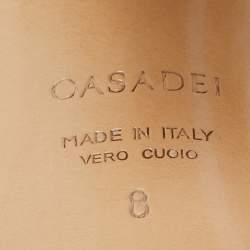 CASADEI
MADE IN ITALY
VERO CUOIO
8